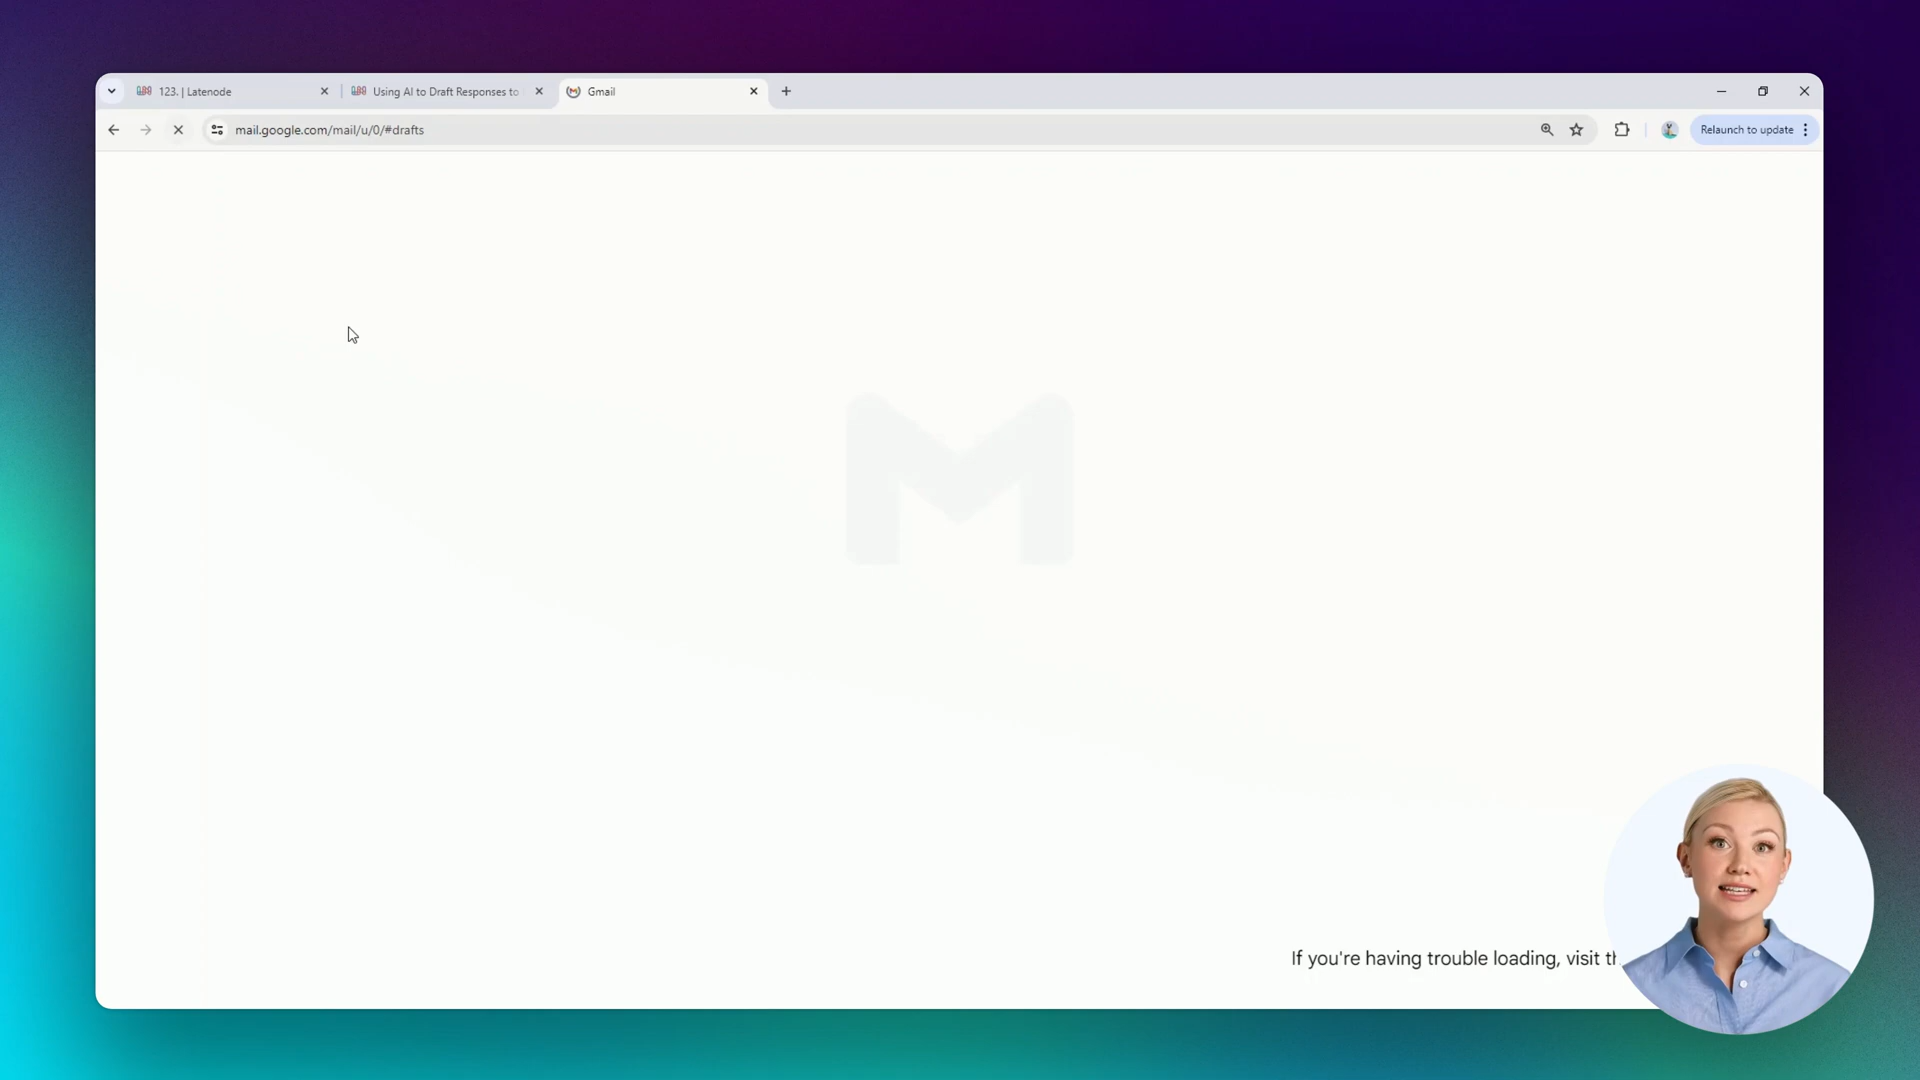 123. | Latenode
Using AI to Draft Responses to
Gmail
mail.google.com/mail/u/0/#drafts
Relaunch to update
If you're having trouble loading, visit